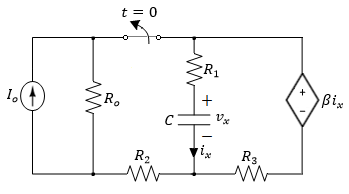 t = 0
I_o
R_o
R_1
+
C
v_x
−
i_x
R_2
R_3
+
-
βi_x